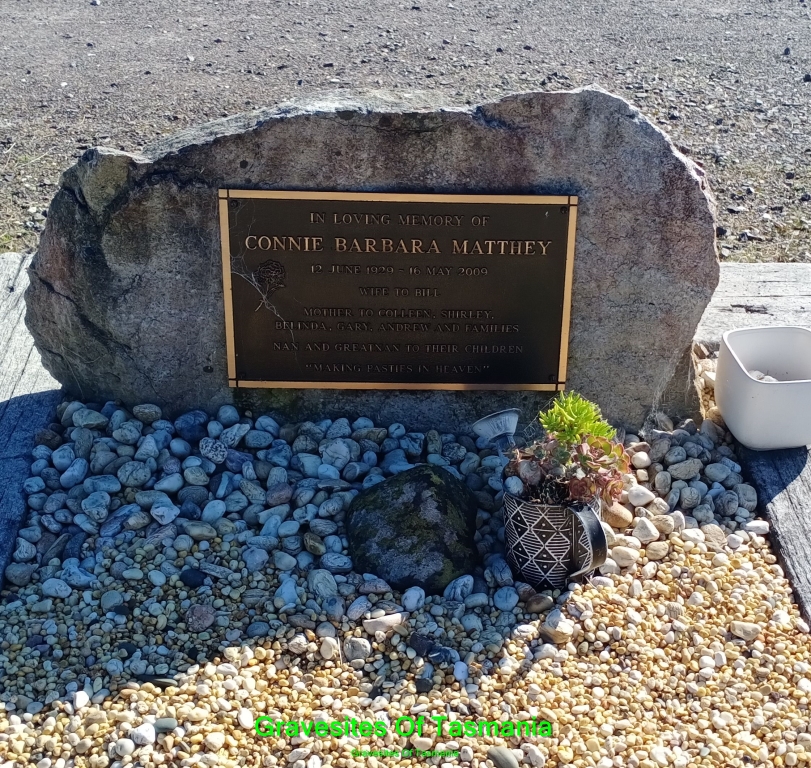 IN LOVING MEMORY OF
CONNIE BARBARA MATTHEY
12 JUNE 1929 ~ 16 MAY 2009
WIFE TO BILL
MOTHER TO COLLEEN, SHIRLEY,
BELINDA, GARY, ANDREW AND FAMILIES
NAN AND GREATNAN TO THEIR CHILDREN
"MAKING PASTIES IN HEAVEN"
Gravesites Of Tasmania
Gravesites Of Tasmania